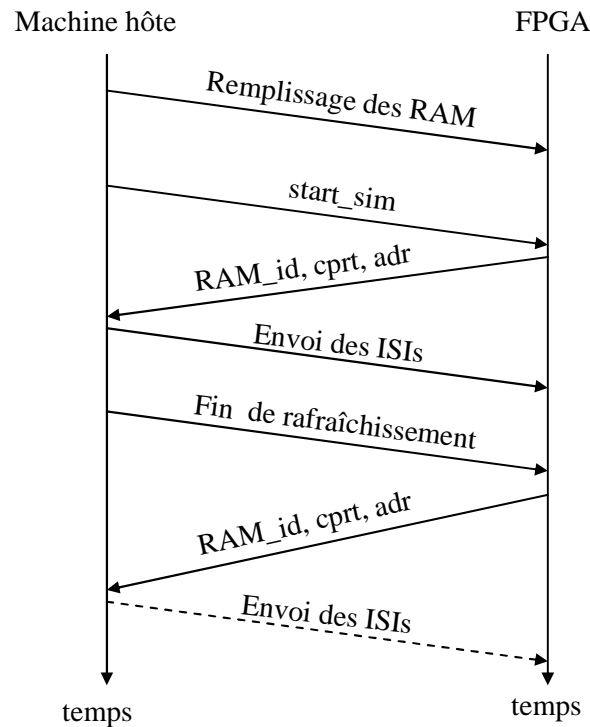 Machine hôte
FPGA
Remplissage des RAM
start_sim
RAM_id, cprt, adr
Envoi des ISIs
Fin de rafraîchissement
RAM_id, cprt, adr
Envoi des ISIs
temps
temps